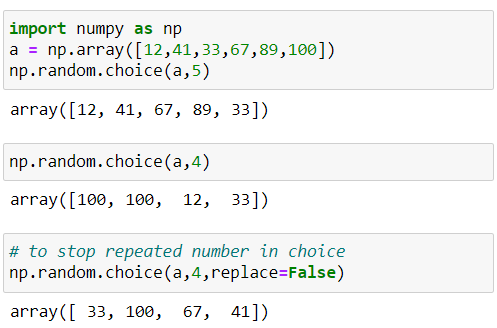 import numpy as np
a = np.array([12,41,33,67,89,100])
np.random.choice(a,5)
array([12, 41, 67, 89, 33])
np.random.choice(a,4)
array([100, 100,  12,  33])
# to stop repeated number in choice
np.random.choice(a,4,replace=False)
array([ 33, 100,  67,  41])